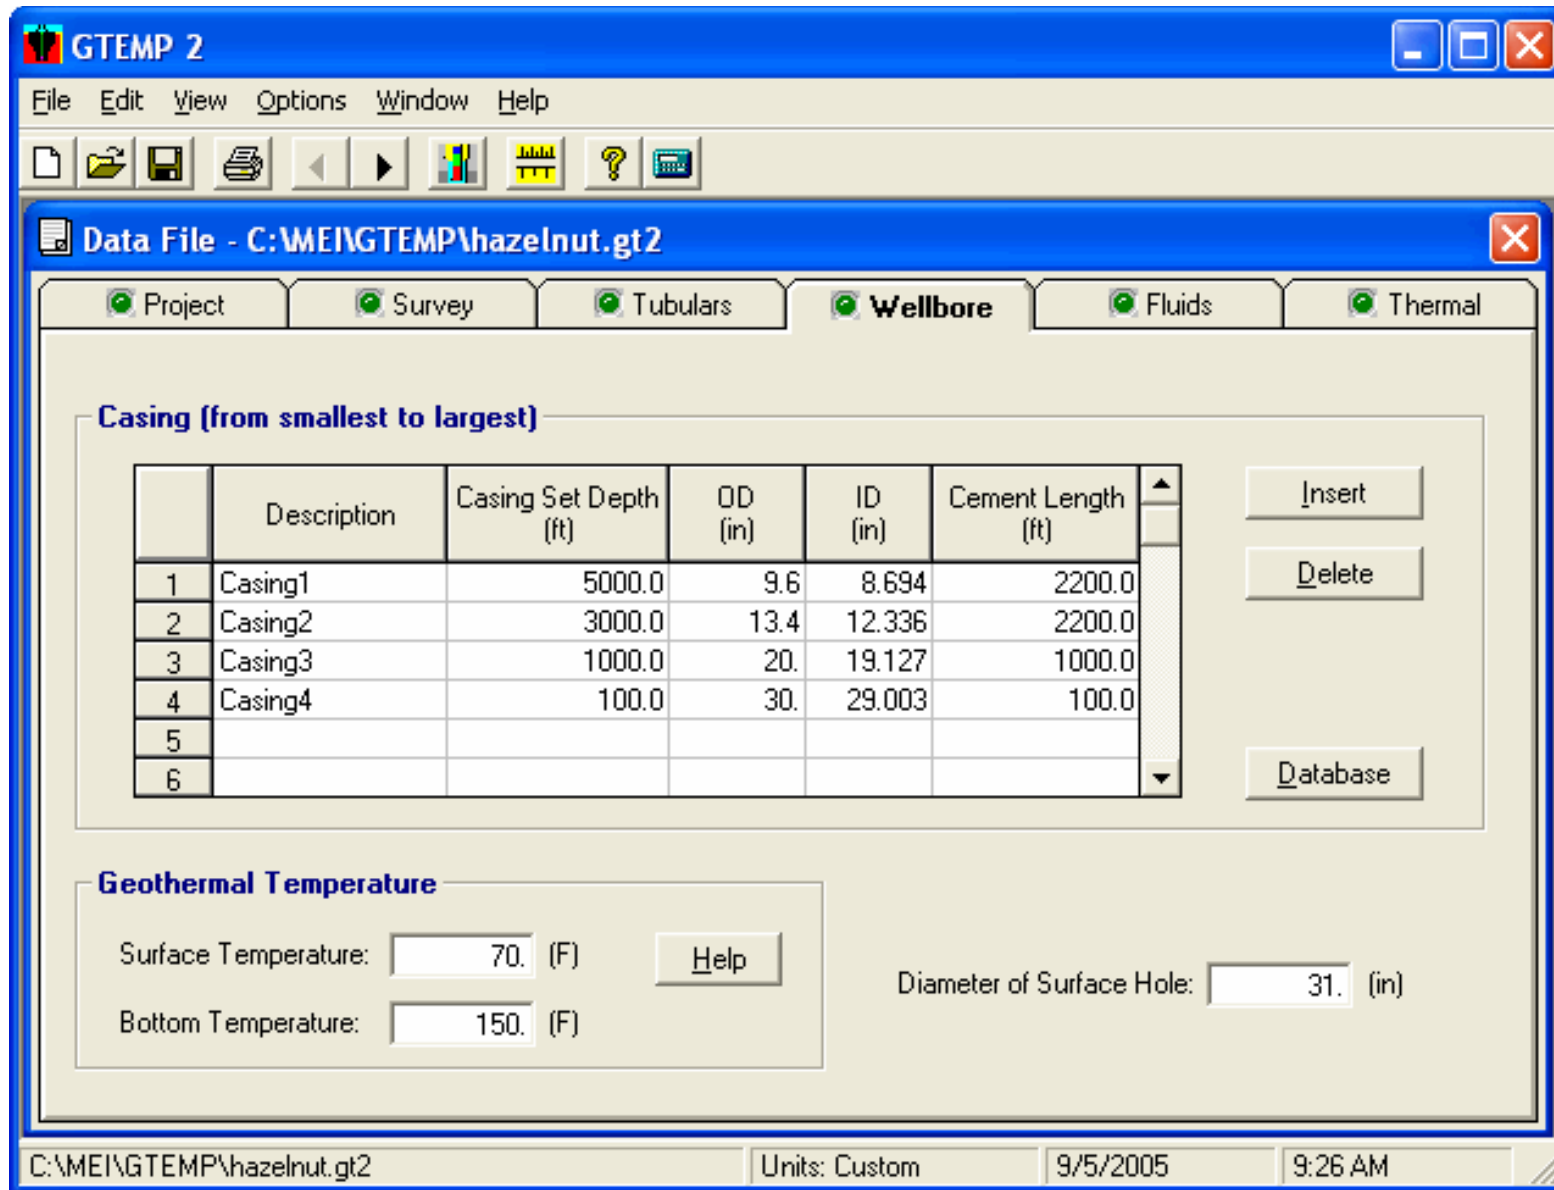 GTEMP 2
File Edit View Options Window Help
Data File - C:\MEI\GTEMP\hazelnut.gt2
Project Survey Tubulars Wellbore Fluids Thermal
Casing (from smallest to largest)
Description Casing Set Depth (ft) OD (in) ID (in) Cement Length (ft)
1 Casing1 5000.0 9.6 8.694 2200.0
2 Casing2 3000.0 13.4 12.336 2200.0
3 Casing3 1000.0 20. 19.127 1000.0
4 Casing4 100.0 30. 29.003 100.0
5
6
Insert
Delete
Database
Geothermal Temperature
Surface Temperature: 70. (F)
Help
Bottom Temperature: 150. (F)
Diameter of Surface Hole: 31. (in)
C:\MEI\GTEMP\hazelnut.gt2 Units: Custom 9/5/2005 9:26 AM